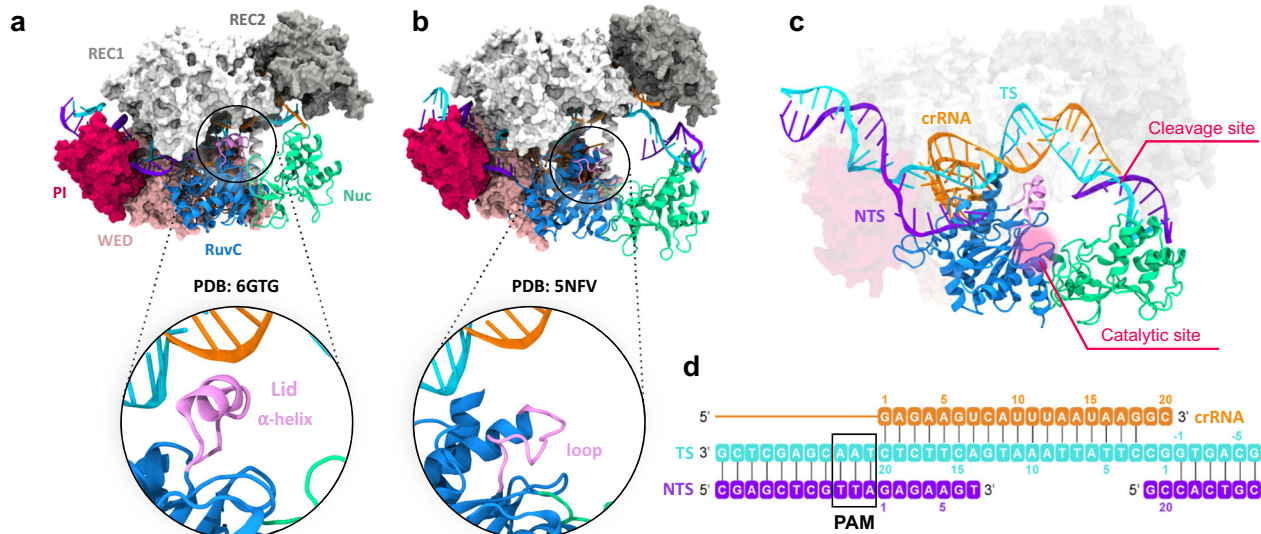 a
REC2
REC1
PI
Nuc
WED
RuvC
PDB: 6GTG
Lid
α-helix
b
PDB: 5NFV
loop
c
TS
crRNA
Cleavage site
NTS
Catalytic site
d
1 5 10 15 20
5' GAGAAGUCAUUUAAUAAGGC 3' crRNA
-1 -5
TS 3' GCTCGAGCAATCTCTTCAGTAAATTATTCCGGTGACG
20 15 10 5 1
NTS 5' CGAGCTCGTTAGAGAAGT 3' 5' GCCACTGC
1 5 20
PAM